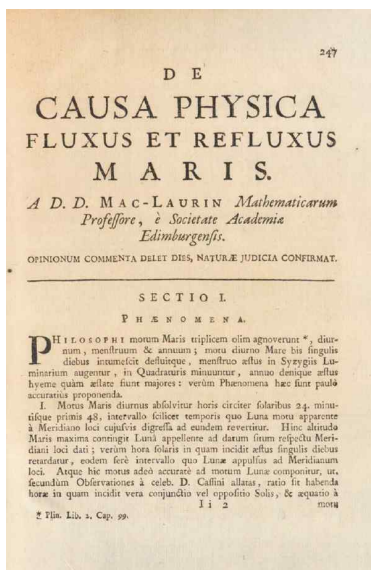 247
D E
CAUSA PHYSICA
FLUXUS ET REFLUXUS
M A R I S.
A D. D. MAC-LAURIN Mathematicarum
Professore, è Societate Academiæ
Edimburgensis.
OPINIONUM COMMENTA DELET DIES, NATURÆ JUDICIA CONFIRMAT.
SECTIO I.
PHÆNOMENA.
PHILOSOPHI motum Maris triplicem olim agnoverunt *, diur-
num, menstruum & annuum; motu diurno Mare bis singulis
diebus intumescit defluitque, menstruo æstus in Syzygiis Lu-
minarium augentur, in Quadraturis minuuntur, annuo denique æstus
hyeme quàm æstate fiunt majores: verùm Phænomena hæc sunt paulò
accuratiùs proponenda.
I. Motus Maris diurnus absolvitur horis circiter solaribus 24. minu-
tisque primis 48, intervallo scilicet temporis quo Luna motu apparente
à Meridiano loci cujusvis digressa ad eundem revertitur. Hinc altitudo
Maris maxima contingit Lunâ appellente ad datum situm respectu Meri-
diani loci dati; verùm hora solaris in quam incidit æstus singulis diebus
retardatur, eodem ferè intervallo quo Lunæ appulsus ad Meridianum
loci. Atque hic motus adeò accuratè ad motum Lunæ componitur, ut,
secundùm Observationes à celeb. D. Cassini allatas, ratio sit habenda
horæ in quam incidit vera conjunctio vel oppositio Solis, & æquatio à
I i 2 motu
* Plin. Lib. 2. Cap. 99.